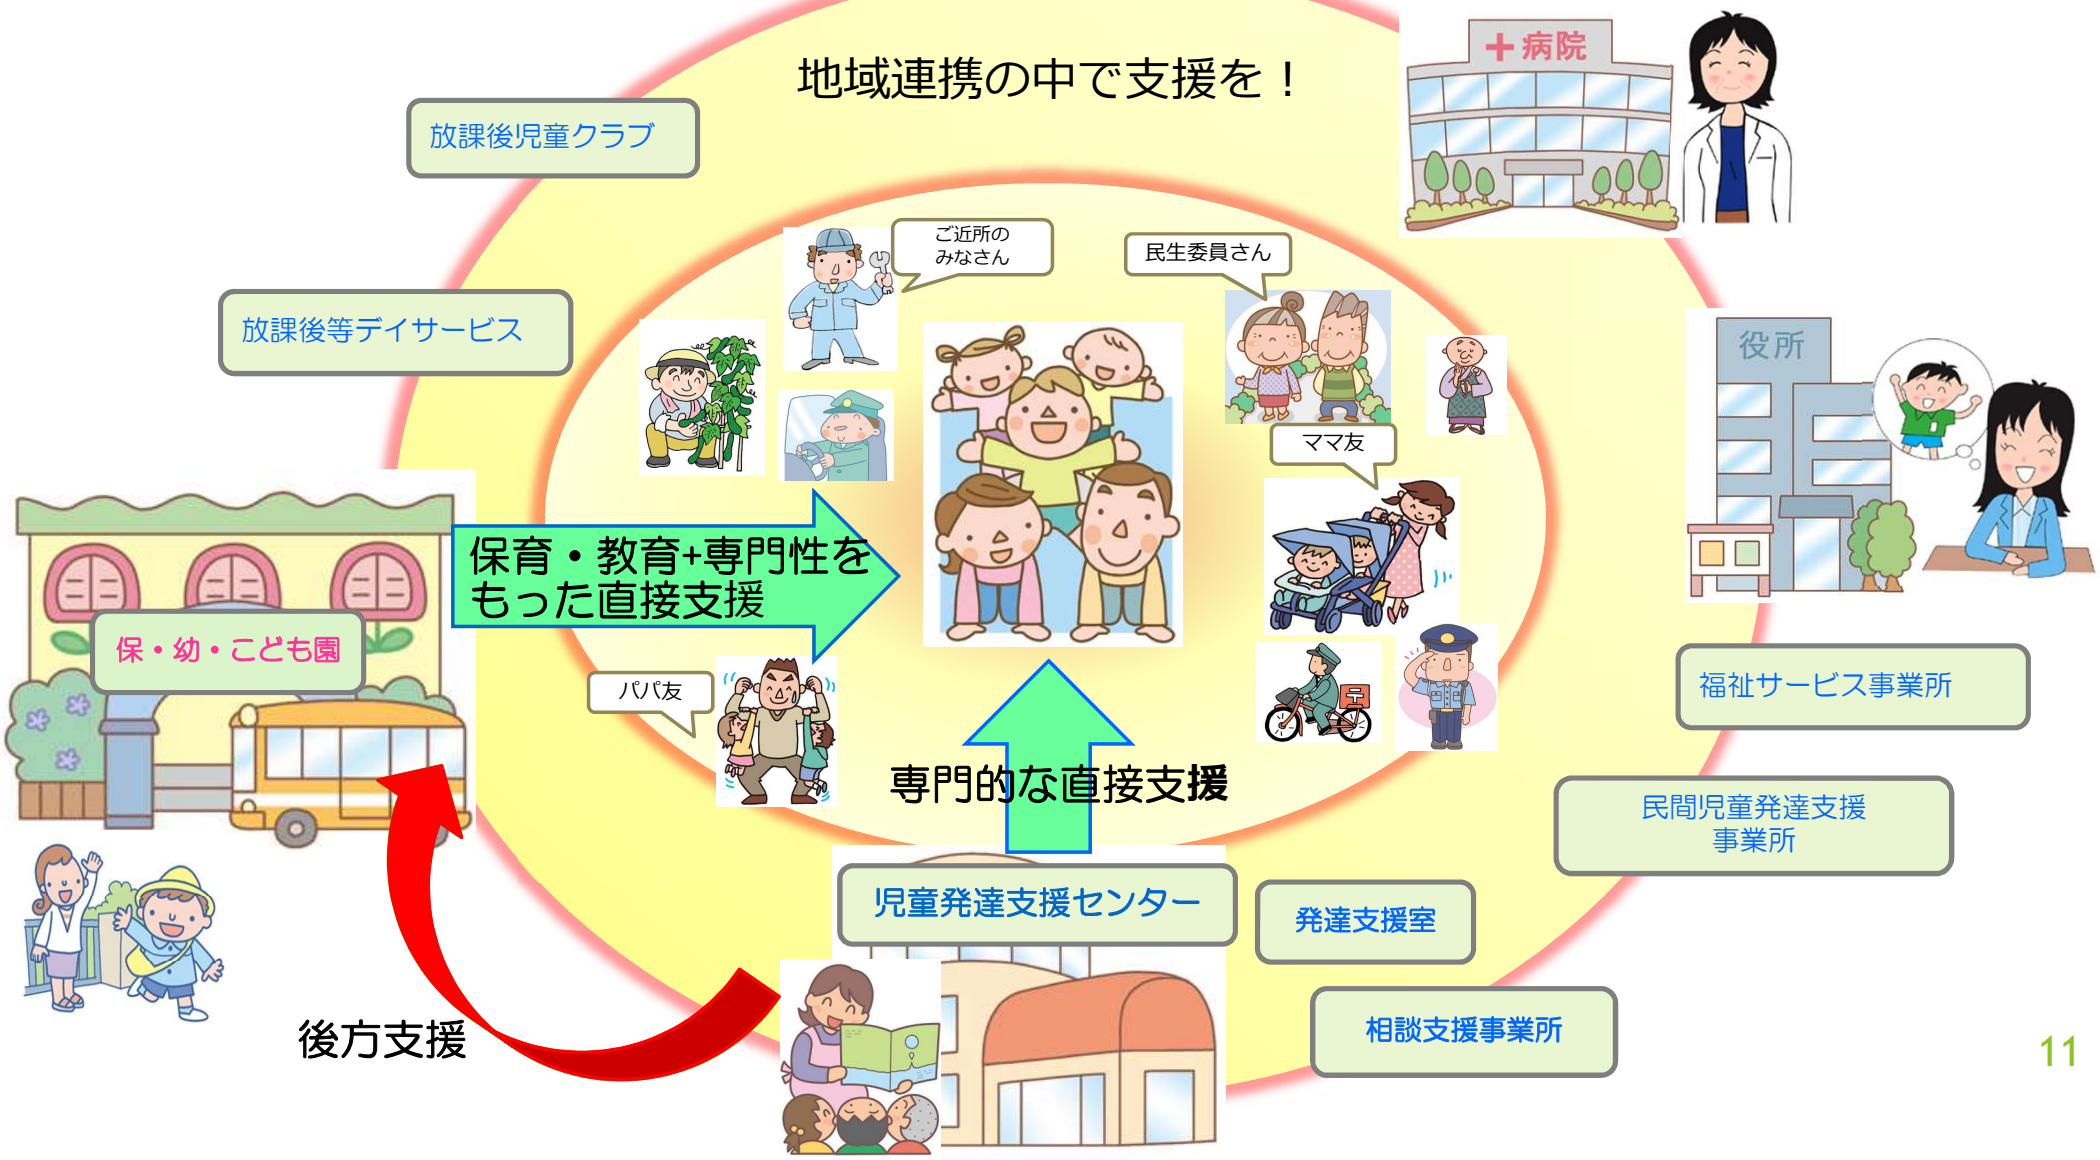 地域連携の中で支援を！
＋病院
放課後児童クラブ
ご近所の
みなさん
民生委員さん
放課後等デイサービス
役所
ママ友
保育・教育+専門性を
もった直接支援
保・幼・こども園
パパ友
福祉サービス事業所
専門的な直接支援
民間児童発達支援
事業所
児童発達支援センター
発達支援室
後方支援
相談支援事業所
11